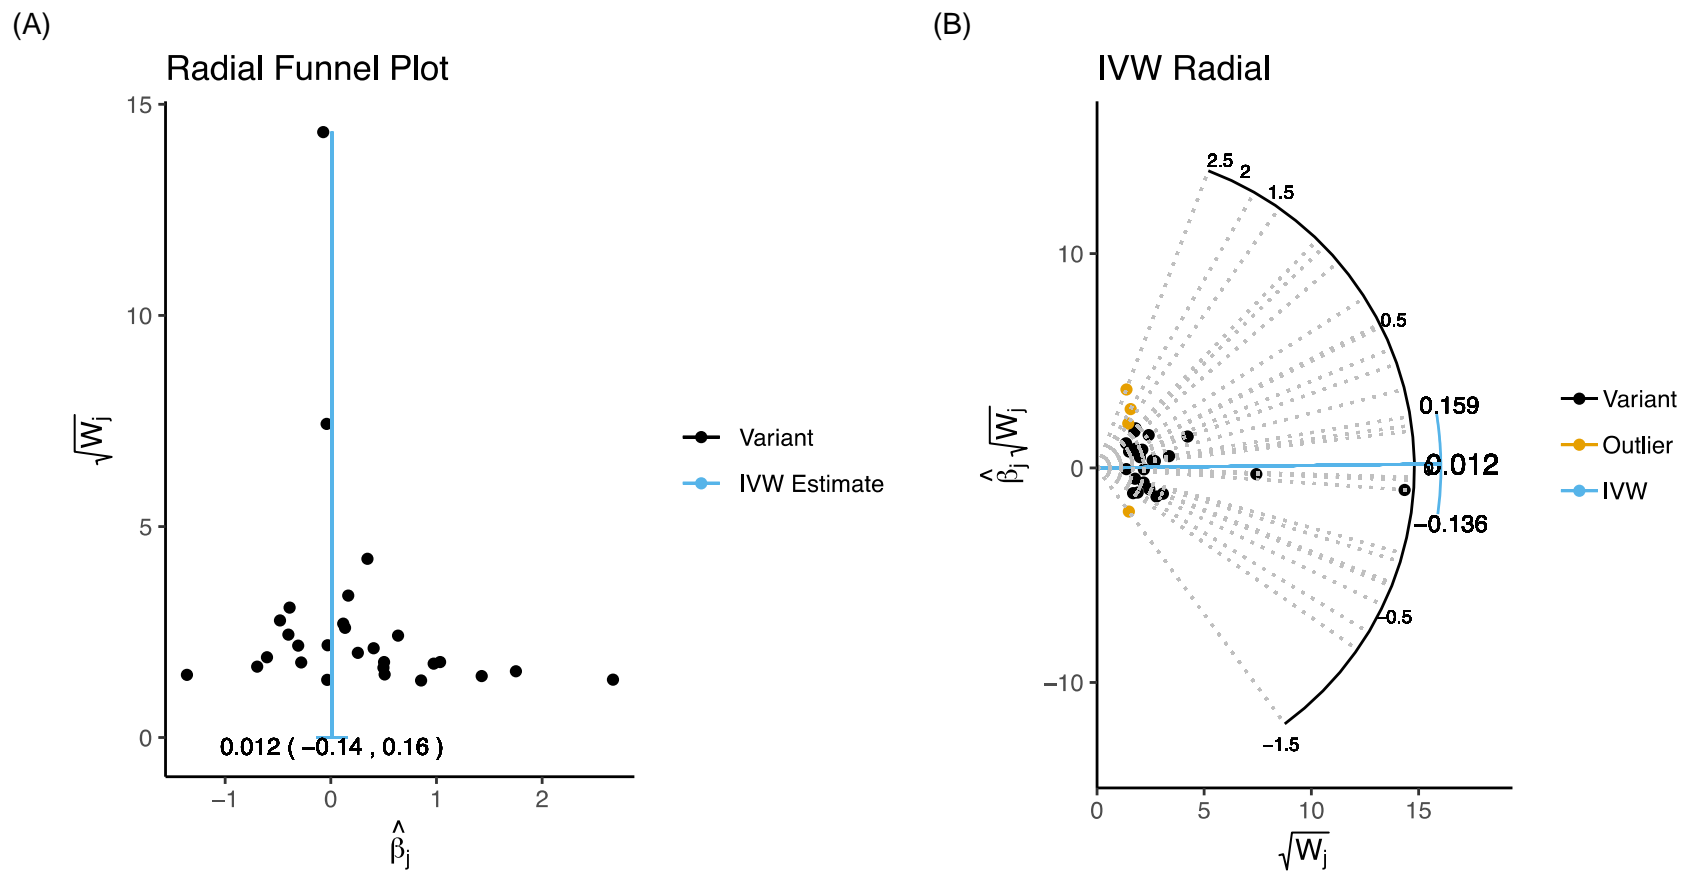 (A)
Radial Funnel Plot
15
10
5
0
√Wj
0.012 ( −0.14 , 0.16 )
−1
0
1
2
β̂j
Variant
IVW Estimate
(B)
IVW Radial
10
0
−10
β̂j√Wj
2.5
2
1.5
0.5
0.159
0.012
−0.136
−0.5
−1.5
0
5
10
15
√Wj
Variant
Outlier
IVW